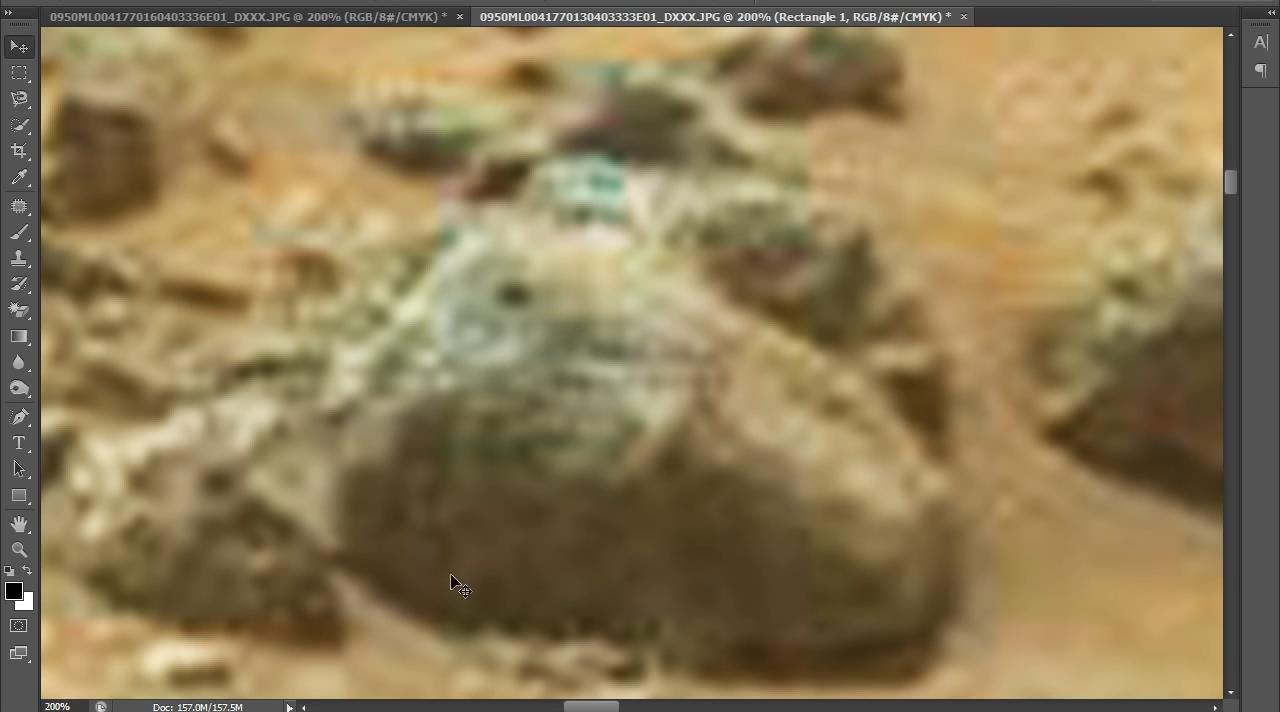 0950ML0041770160403336E01_DXXX.JPG @ 200% (RGB/8#/CMYK) * × 0950ML0041770130403333E01_DXXX.JPG @ 200% (Rectangle 1, RGB/8#/CMYK) * ×
A
T
200% Doc: 157.0M/157.5M